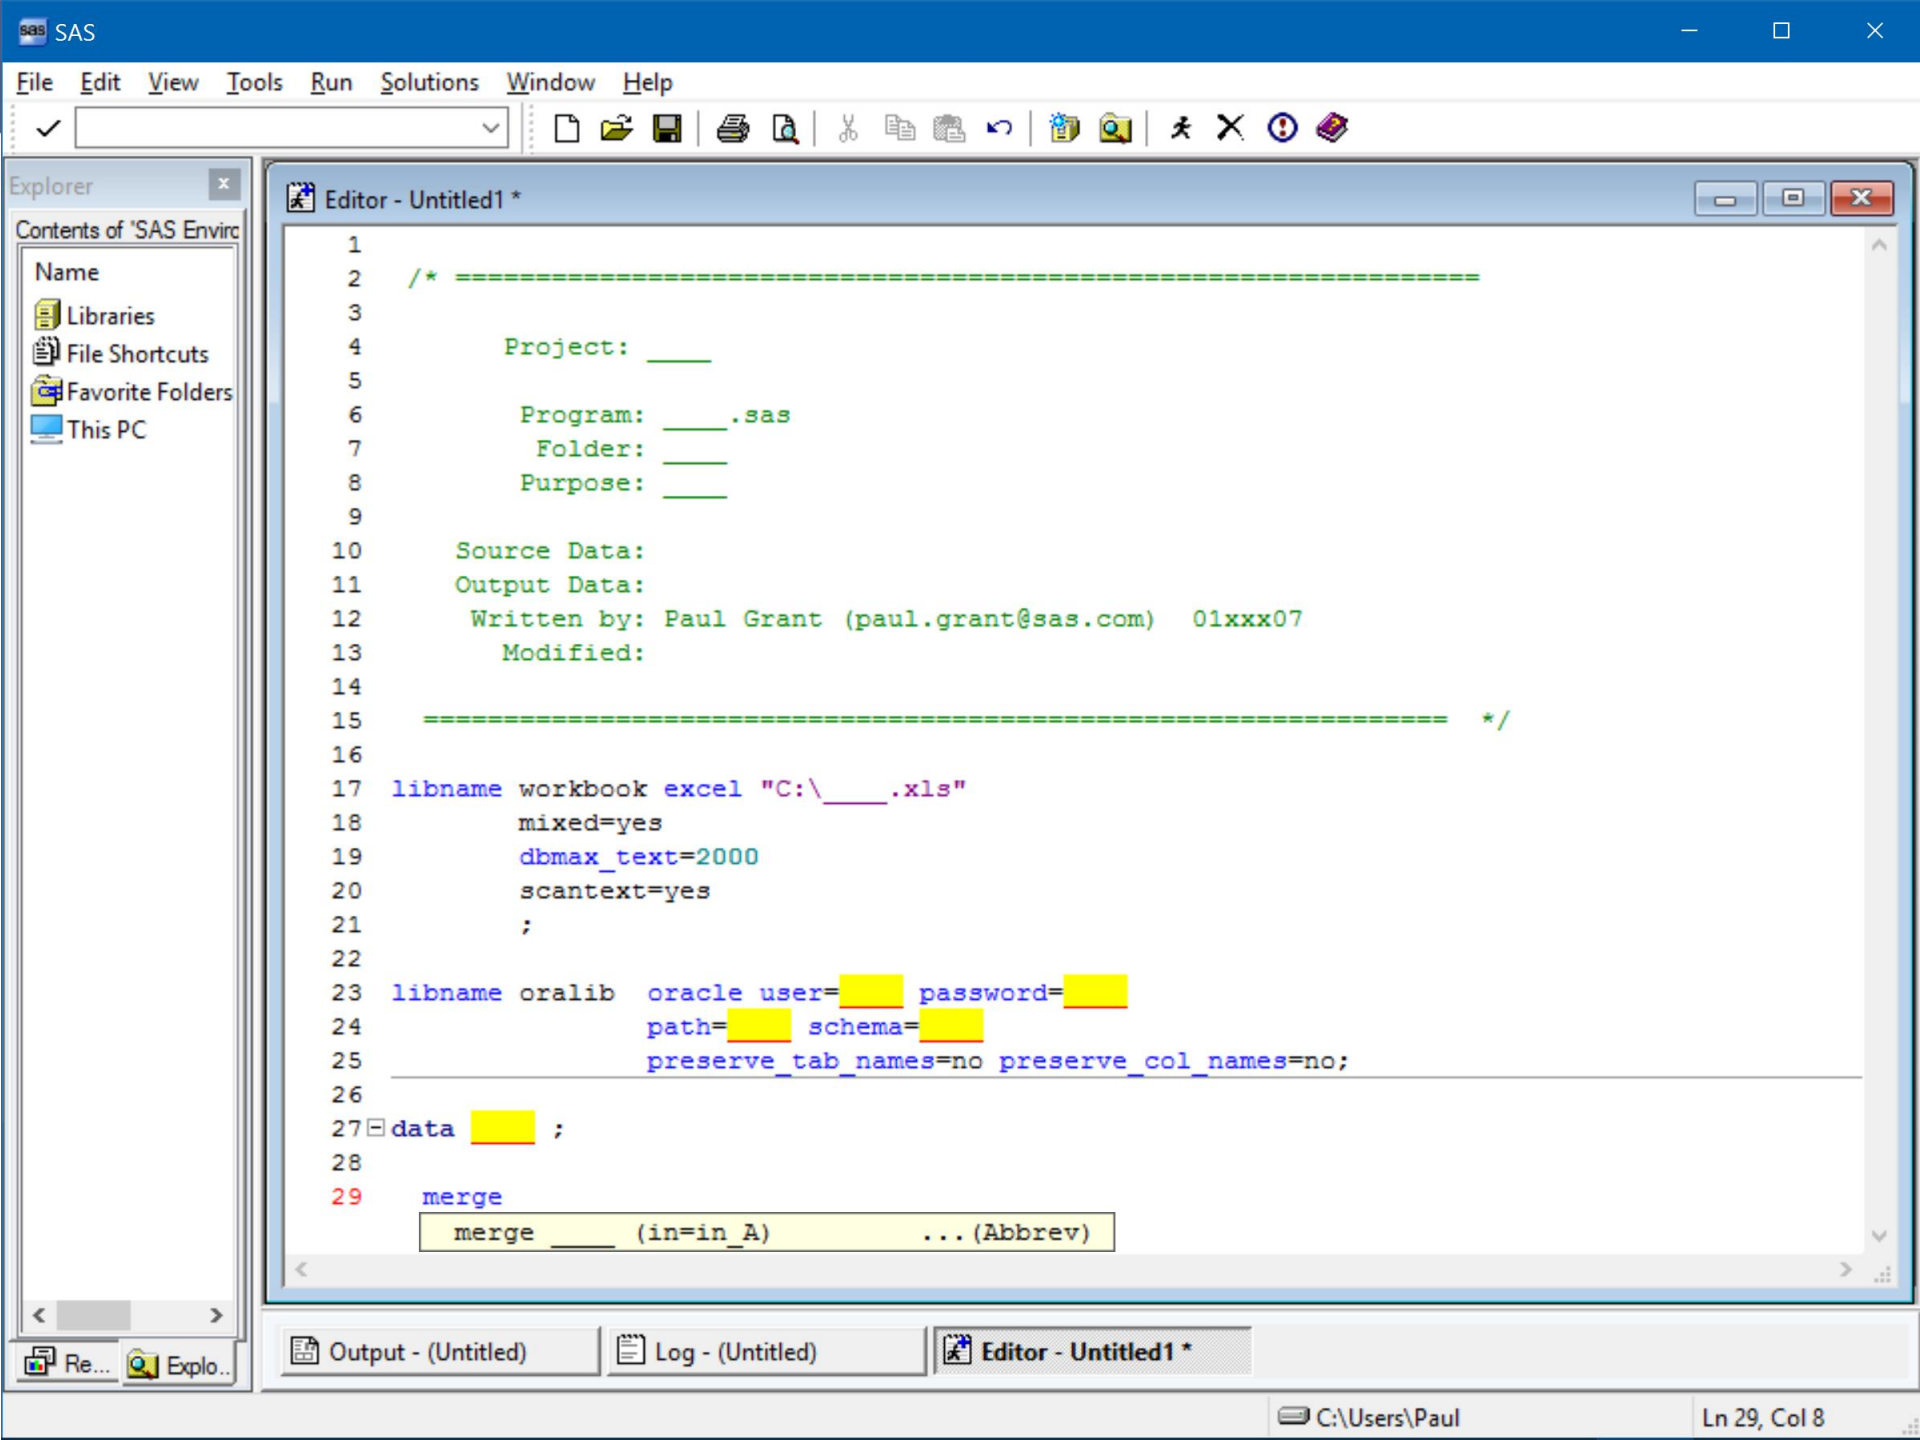 sas SAS
File Edit View Tools Run Solutions Window Help
Explorer
Contents of 'SAS Enviro
Name
Libraries
File Shortcuts
Favorite Folders
This PC
Editor - Untitled1 *
1
2 /* ================================================================
3
4 Project: ____
5
6 Program: ____.sas
7 Folder: ____
8 Purpose: ____
9
10 Source Data:
11 Output Data:
12 Written by: Paul Grant (paul.grant@sas.com) 01xxx07
13 Modified:
14
15 ================================================================ */
16
17 libname workbook excel "C:\____.xls"
18 mixed=yes
19 dbmax_text=2000
20 scantext=yes
21 ;
22
23 libname oralib oracle user=____ password=____
24 path=____ schema=____
25 preserve_tab_names=no preserve_col_names=no;
26
27 data ____ ;
28
29 merge
merge ____ (in=in_A) ...(Abbrev)
Re... Explo..
Output - (Untitled) Log - (Untitled) Editor - Untitled1 *
C:\Users\Paul Ln 29, Col 8